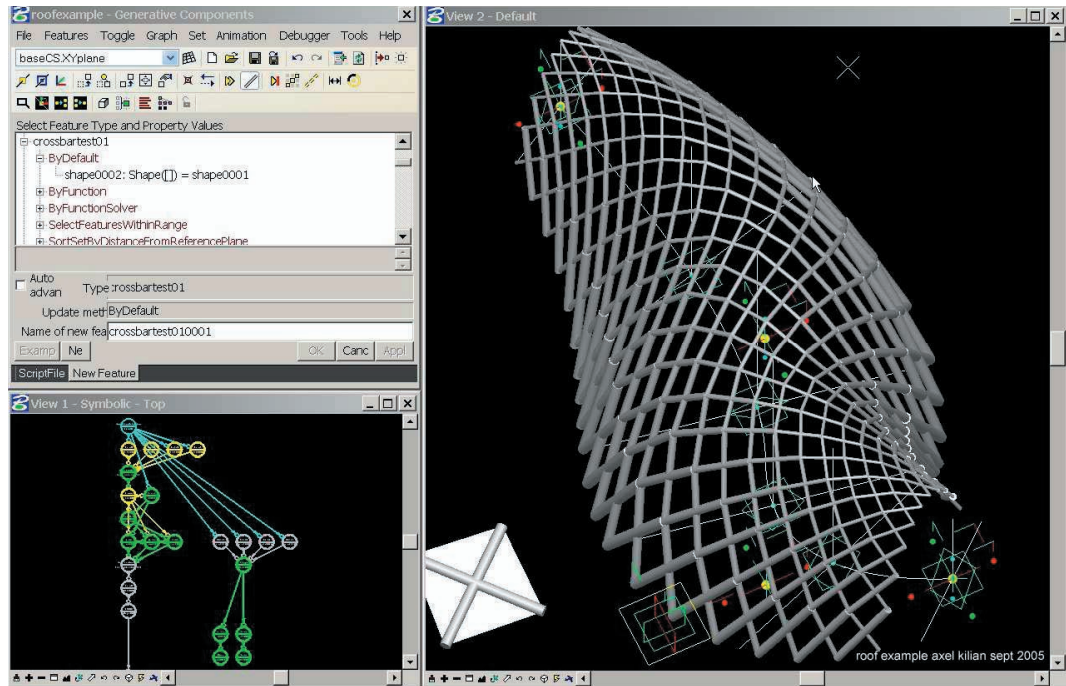 roofexample - Generative Components
File Features Toggle Graph Set Animation Debugger Tools Help
baseCS.XYplane
Select Feature Type and Property Values
crossbartest01
ByDefault
shape0002: Shape([]) = shape0001
ByFunction
ByFunctionSolver
SelectFeaturesWithinRange
SortSetByDistanceFromReferencePlane
Auto advan
Type crossbartest01
Update meth ByDefault
Name of new fea crossbartest010001
Examp Ne OK Canc Appl
ScriptFile New Feature
View 1 - Symbolic - Top
View 2 - Default
roof example axel kilian sept 2005